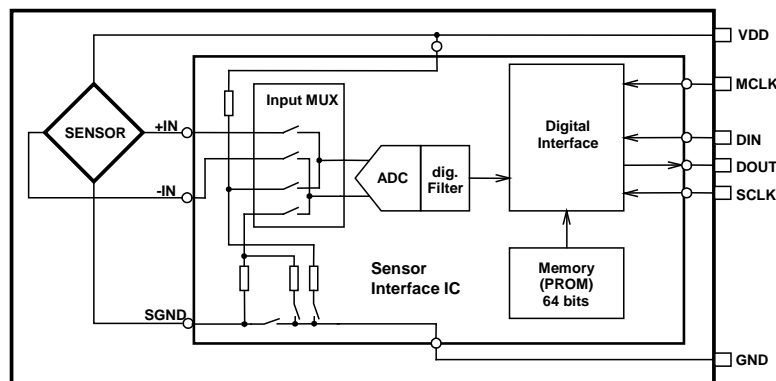 VDD
MCLK
Input MUX
+IN
SENSOR
Digital
Interface
DIN
DOUT
ADC
dig.
Filter
-IN
SCLK
Sensor
Interface IC
Memory
(PROM)
64 bits
SGND
GND